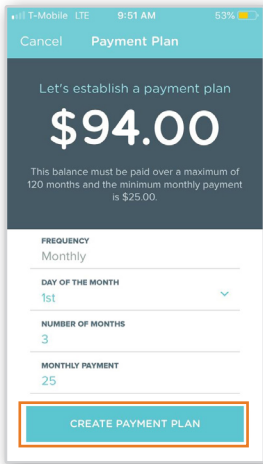 T-Mobile LTE 9:51 AM 53%
Cancel Payment Plan
Let's establish a payment plan
$94.00
This balance must be paid over a maximum of
120 months and the minimum monthly payment
is $25.00.
FREQUENCY
Monthly
DAY OF THE MONTH
1st
NUMBER OF MONTHS
3
MONTHLY PAYMENT
25
CREATE PAYMENT PLAN